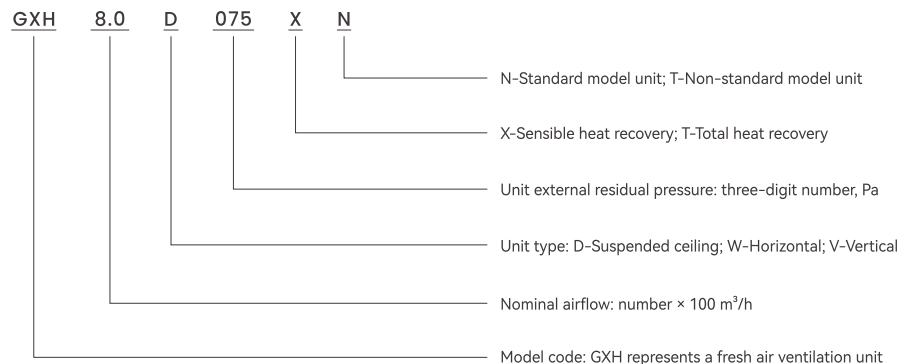 GXH 8.0 D 075 X N
N-Standard model unit; T-Non-standard model unit
X-Sensible heat recovery; T-Total heat recovery
Unit external residual pressure: three-digit number, Pa
Unit type: D-Suspended ceiling; W-Horizontal; V-Vertical
Nominal airflow: number × 100 m³/h
Model code: GXH represents a fresh air ventilation unit